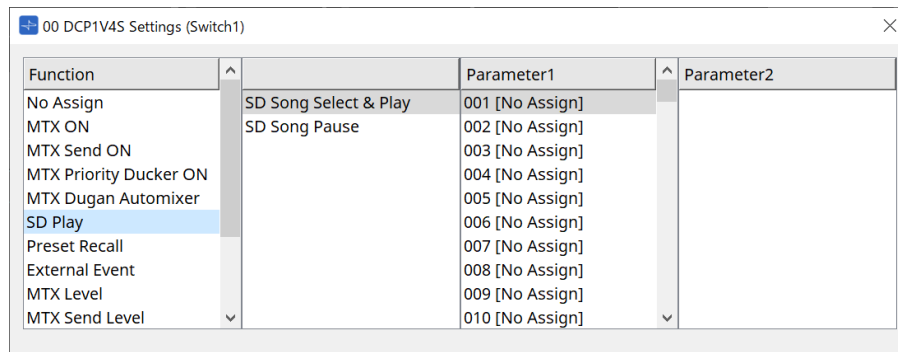 00 DCP1V4S Settings (Switch1)
Function Parameter1 Parameter2
No Assign SD Song Select & Play 001 [No Assign]
MTX ON SD Song Pause 002 [No Assign]
MTX Send ON 003 [No Assign]
MTX Priority Ducker ON 004 [No Assign]
MTX Dugan Automixer 005 [No Assign]
SD Play 006 [No Assign]
Preset Recall 007 [No Assign]
External Event 008 [No Assign]
MTX Level 009 [No Assign]
MTX Send Level 010 [No Assign]